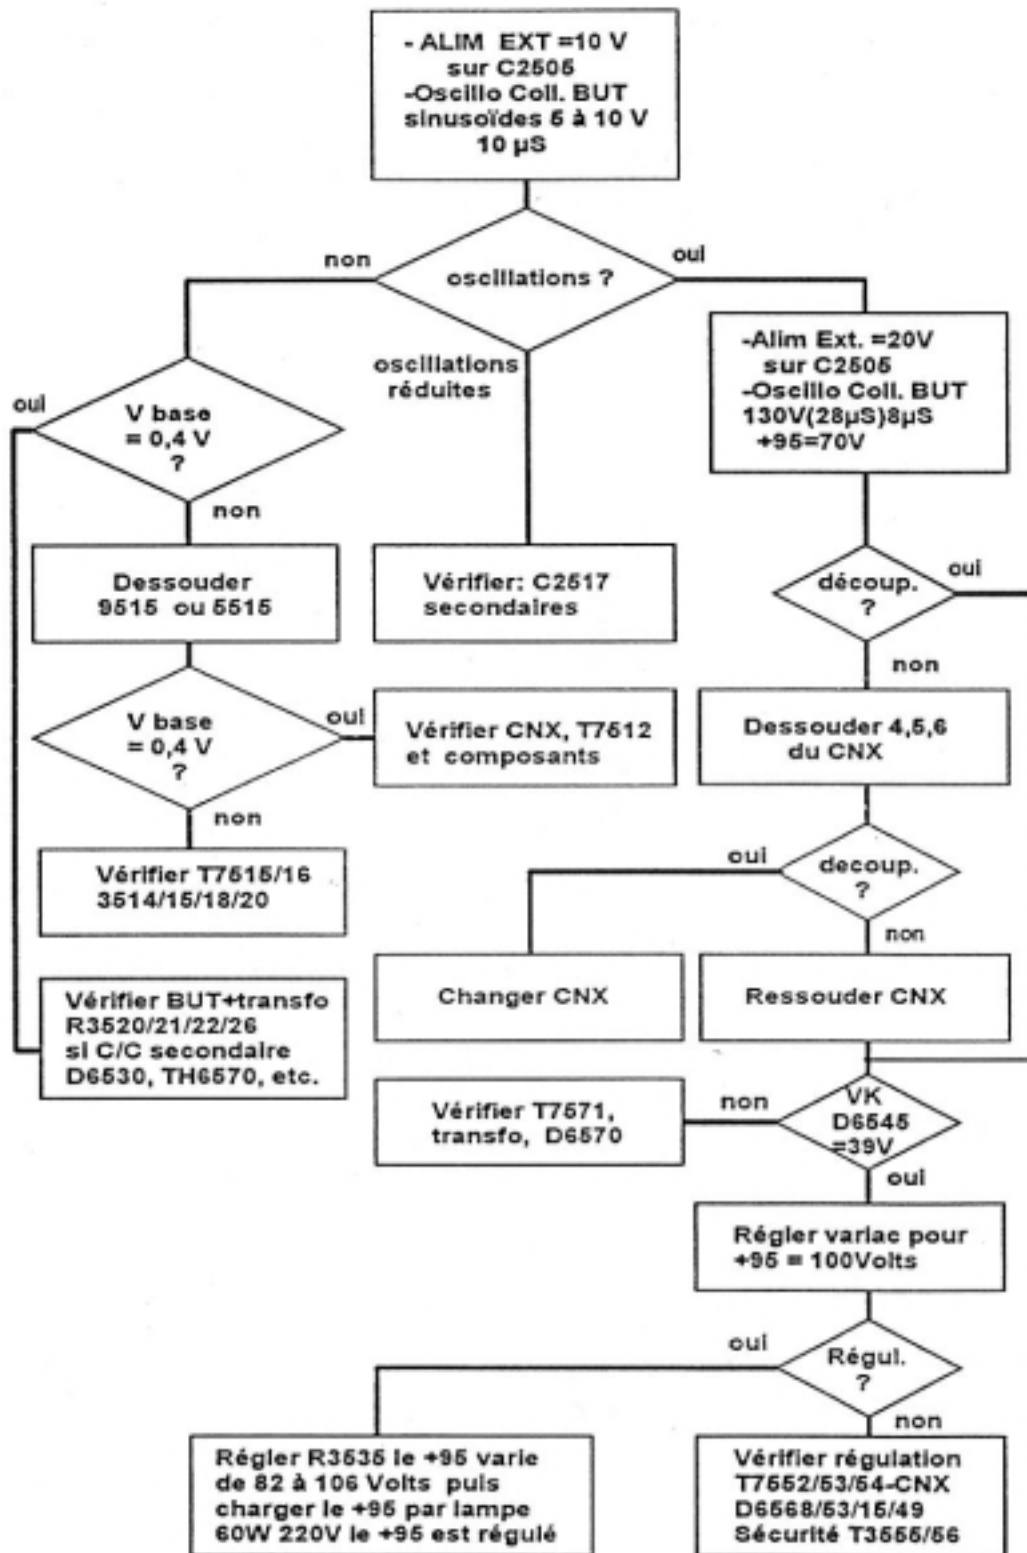 - ALIM EXT =10 V
sur C2505
-Oscillo Coll. BUT
sinusoïdes 5 à 10 V
10 µS
non
oscillations ?
oui
oscillations
réduites
-Alim Ext. =20V
sur C2505
-Oscillo Coll. BUT
130V(28µS)8µS
+95=70V
oui
V base
= 0,4 V
?
non
Dessouder
9515 ou 5515
Vérifier: C2517
secondaires
découp.
?
oui
non
V base
= 0,4 V
?
oui
Vérifier CNX, T7512
et composants
Dessouder 4,5,6
du CNX
non
Vérifier T7515/16
3514/15/18/20
oui
decoup.
?
non
Changer CNX
Ressouder CNX
Vérifier BUT+transfo
R3520/21/22/26
si C/C secondaire
D6530, TH6570, etc.
Vérifier T7571,
transfo, D6570
non
VK
D6545
=39V
oui
Régler variac pour
+95 = 100Volts
oui
Régul.
?
non
Régler R3535 le +95 varie
de 82 à 106 Volts puis
charger le +95 par lampe
60W 220V le +95 est régulé
Vérifier régulation
T7552/53/54-CNX
D6568/53/15/49
Sécurité T3555/56